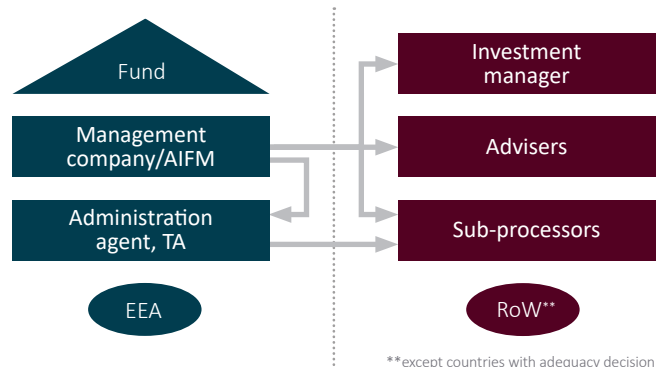 Fund
Management
company/AIFM
Administration
agent, TA
EEA
Investment
manager
Advisers
Sub-processors
RoW**
**except countries with adequacy decision